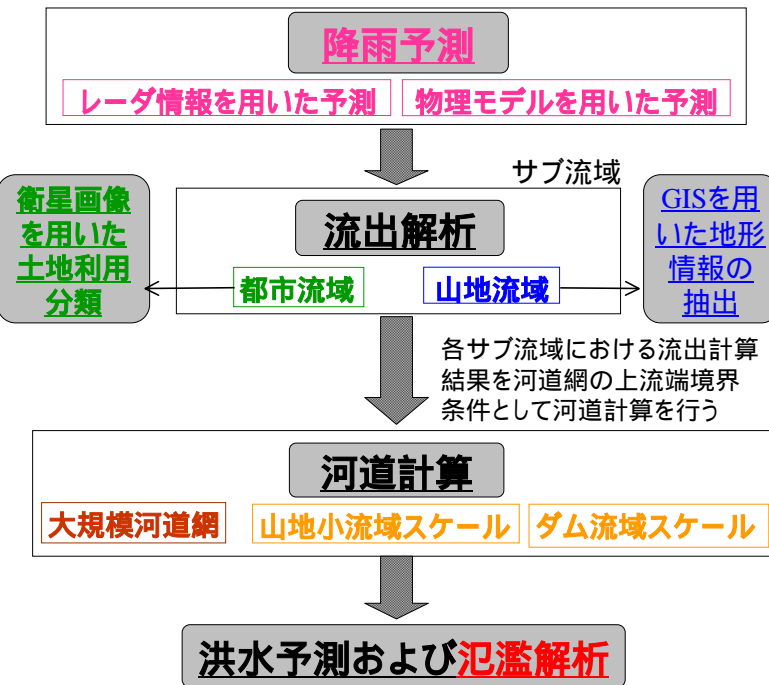 降雨予測
レーダ情報を用いた予測
物理モデルを用いた予測
サブ流域
衛星画像
を用いた
土地利用
分類
流出解析
都市流域
山地流域
GISを用
いた地形
情報の
抽出
各サブ流域における流出計算
結果を河道網の上流端境界
条件として河道計算を行う
河道計算
大規模河道網
山地小流域スケール
ダム流域スケール
洪水予測および氾濫解析